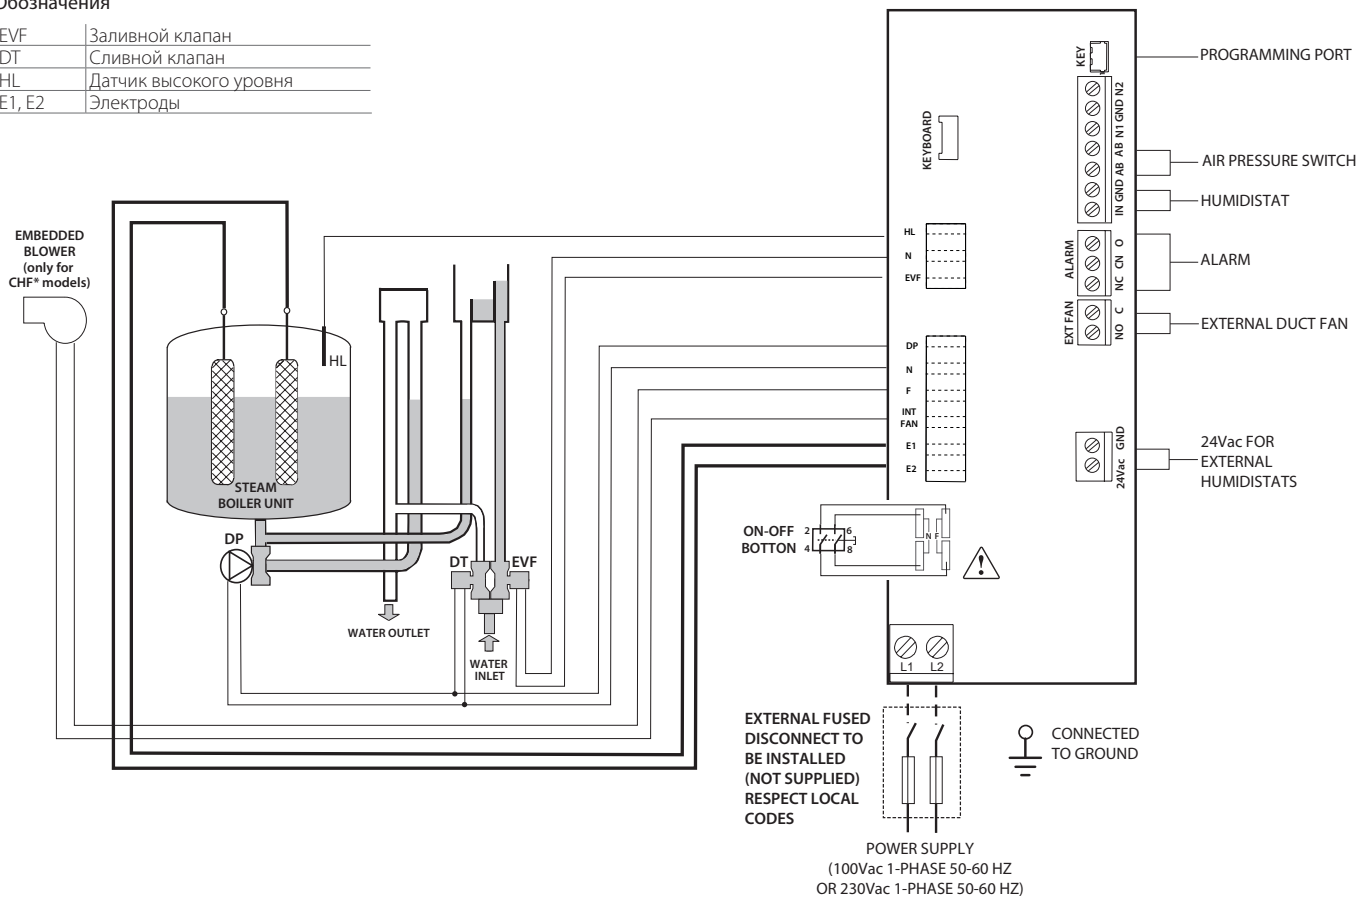 Обозначения
EVF Заливной клапан
DT Сливной клапан
HL Датчик высокого уровня
E1, E2 Электроды
EMBEDDED
BLOWER
(only for
CHF* models)
HL
STEAM
BOILER UNIT
DP
DT
EVF
WATER OUTLET
WATER
INLET
KEYBOARD
HL
N
EVF
DP
N
F
INT
FAN
E1
E2
ON-OFF
BOTTON
2
4
6
8
N F
L1
L2
KEY
IN GND AB AB N1 GND N2
ALARM
NC CN O
EXT FAN
NO C
24Vac GND
PROGRAMMING PORT
AIR PRESSURE SWITCH
HUMIDISTAT
ALARM
EXTERNAL DUCT FAN
24Vac FOR
EXTERNAL
HUMIDISTATS
EXTERNAL FUSED
DISCONNECT TO
BE INSTALLED
(NOT SUPPLIED)
RESPECT LOCAL
CODES
CONNECTED
TO GROUND
POWER SUPPLY
(100Vac 1-PHASE 50-60 HZ
OR 230Vac 1-PHASE 50-60 HZ)